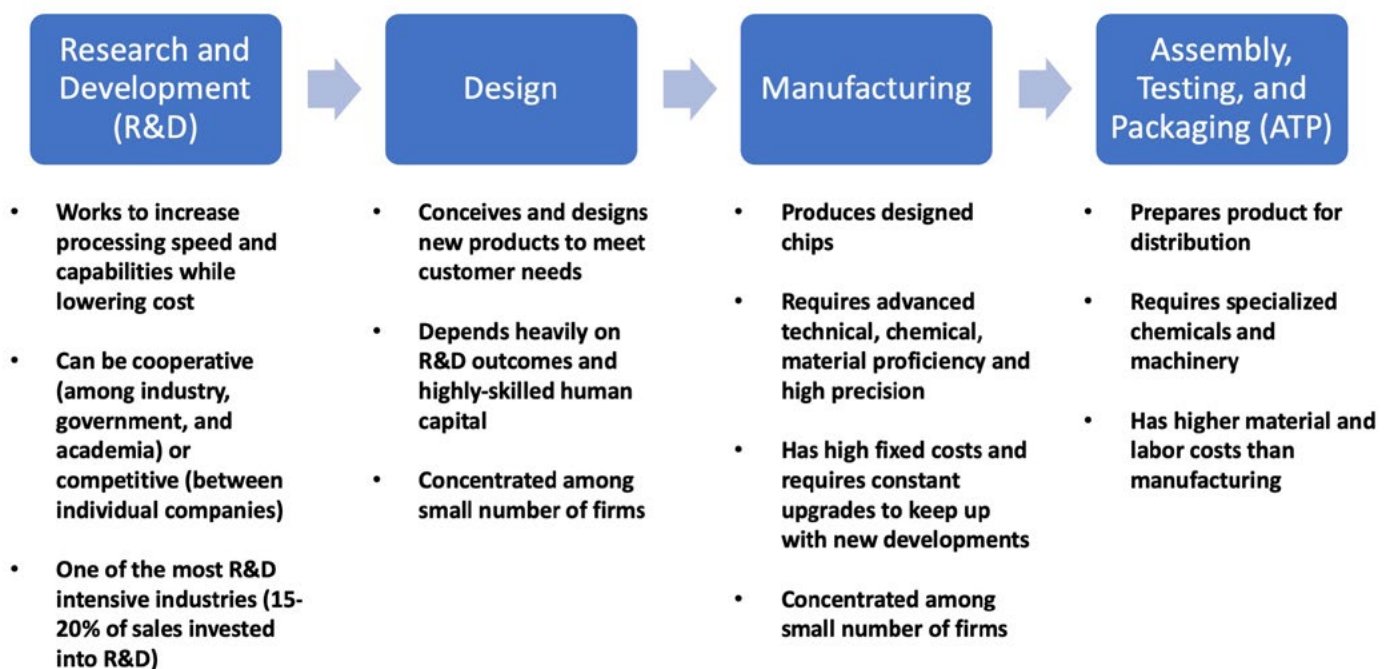 Research and
Development
(R&D)
Design
Manufacturing
Assembly,
Testing, and
Packaging (ATP)
• Works to increase
processing speed and
capabilities while
lowering cost
• Can be cooperative
(among industry,
government, and
academia) or
competitive (between
individual companies)
• One of the most R&D
intensive industries (15-
20% of sales invested
into R&D)
• Conceives and designs
new products to meet
customer needs
• Depends heavily on
R&D outcomes and
highly-skilled human
capital
• Concentrated among
small number of firms
• Produces designed
chips
• Requires advanced
technical, chemical,
material proficiency and
high precision
• Has high fixed costs and
requires constant
upgrades to keep up
with new developments
• Concentrated among
small number of firms
• Prepares product for
distribution
• Requires specialized
chemicals and
machinery
• Has higher material and
labor costs than
manufacturing